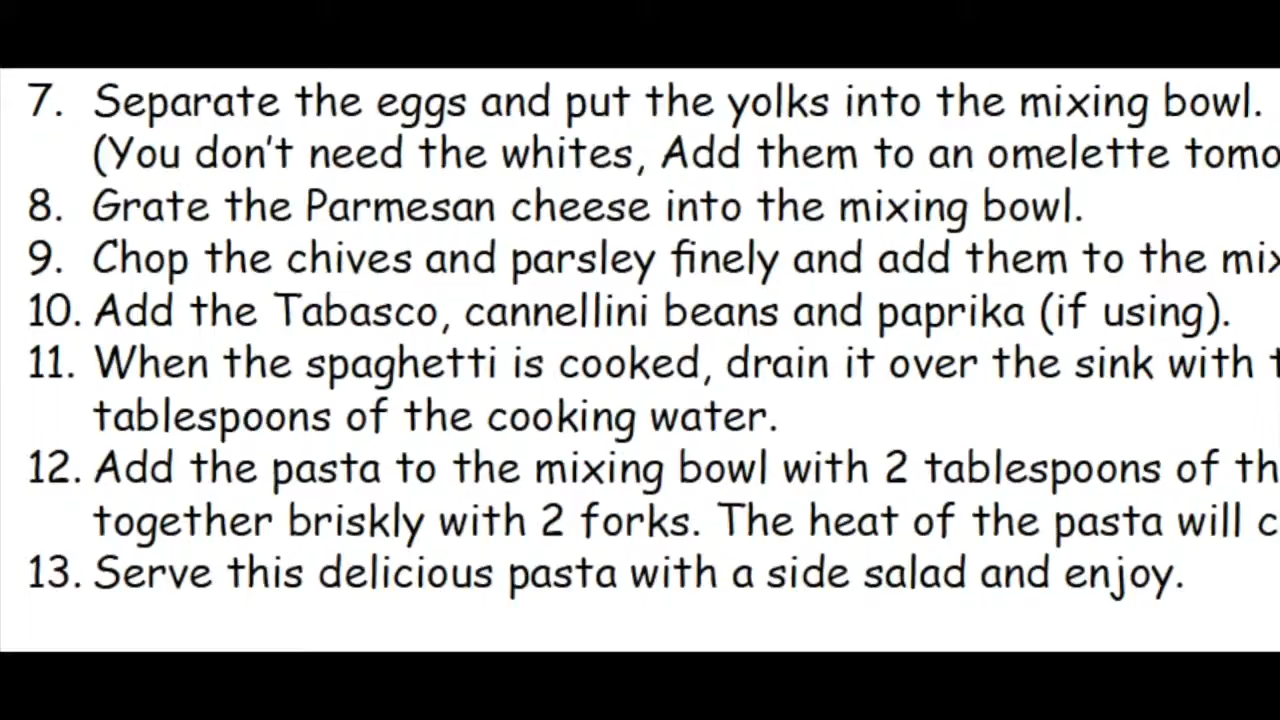 7. Separate the eggs and put the yolks into the mixing bowl.
(You don't need the whites, Add them to an omelette
8. Grate the Parmesan cheese into the mixing bowl.
9. Chop the chives and parsley finely and add them to the
10. Add the Tabasco, cannellini beans and paprika (if using).
11. When the spaghetti is cooked, drain it over the sink with
tablespoons of the cooking water.
12. Add the pasta to the mixing bowl with 2 tablespoons of
together briskly with 2 forks. The heat of the pasta will
13. Serve this delicious pasta with a side salad and enjoy.